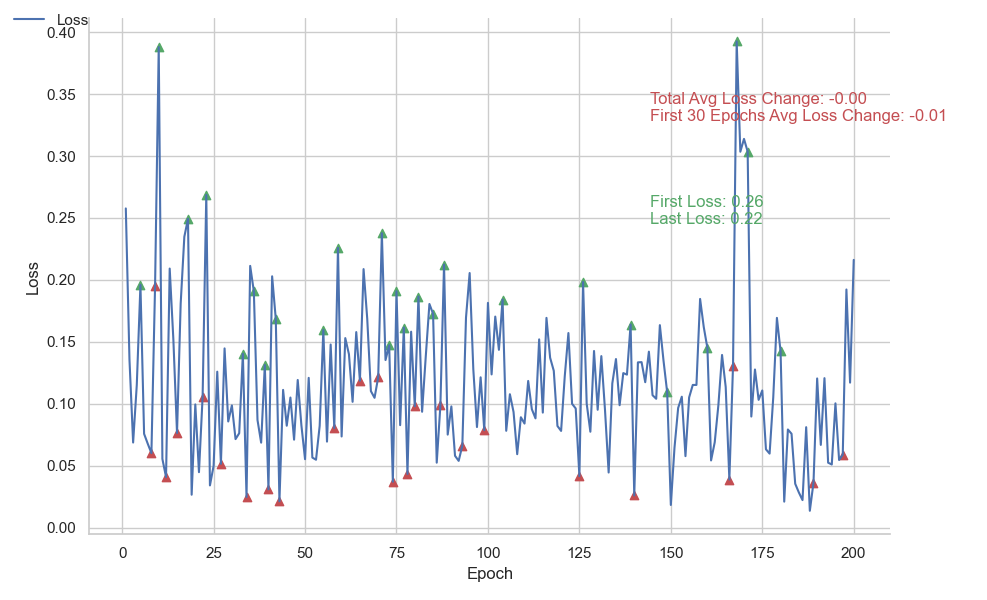 Loss
0.40
0.35
0.30
0.25
0.20
0.15
0.10
0.05
0.00
Loss
Total Avg Loss Change: -0.00
First 30 Epochs Avg Loss Change: -0.01
First Loss: 0.26
Last Loss: 0.22
0 25 50 75 100 125 150 175 200
Epoch